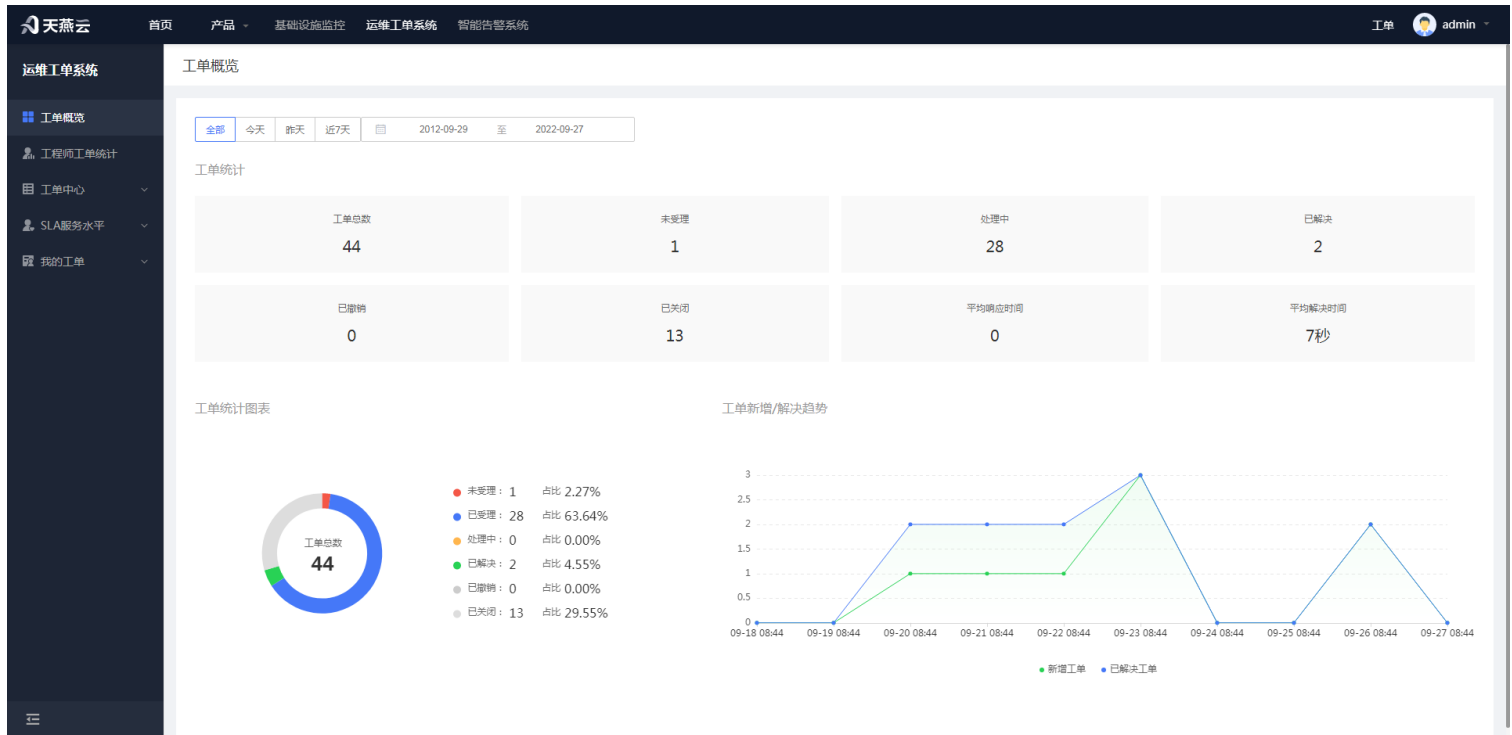 天燕云 首页 产品 基础设施监控 运维工单系统 智能告警系统 工单 admin
运维工单系统
工单概览
工程师工单统计
工单中心
SLA服务水平
我的工单
工单概览
全部 今天 昨天 近7天 2012-09-29 至 2022-09-27
工单统计
工单总数 未受理 处理中 已解决
44 1 28 2
已撤销 已关闭 平均响应时间 平均解决时间
0 13 0 7秒
工单统计图表
工单总数
44
未受理： 1 占比 2.27%
已受理： 28 占比 63.64%
处理中： 0 占比 0.00%
已解决： 2 占比 4.55%
已撤销： 0 占比 0.00%
已关闭： 13 占比 29.55%
工单新增/解决趋势
3
2.5
2
1.5
1
0.5
0
09-18 08:44 09-19 08:44 09-20 08:44 09-21 08:44 09-22 08:44 09-23 08:44 09-24 08:44 09-25 08:44 09-26 08:44 09-27 08:44
新增工单 已解决工单